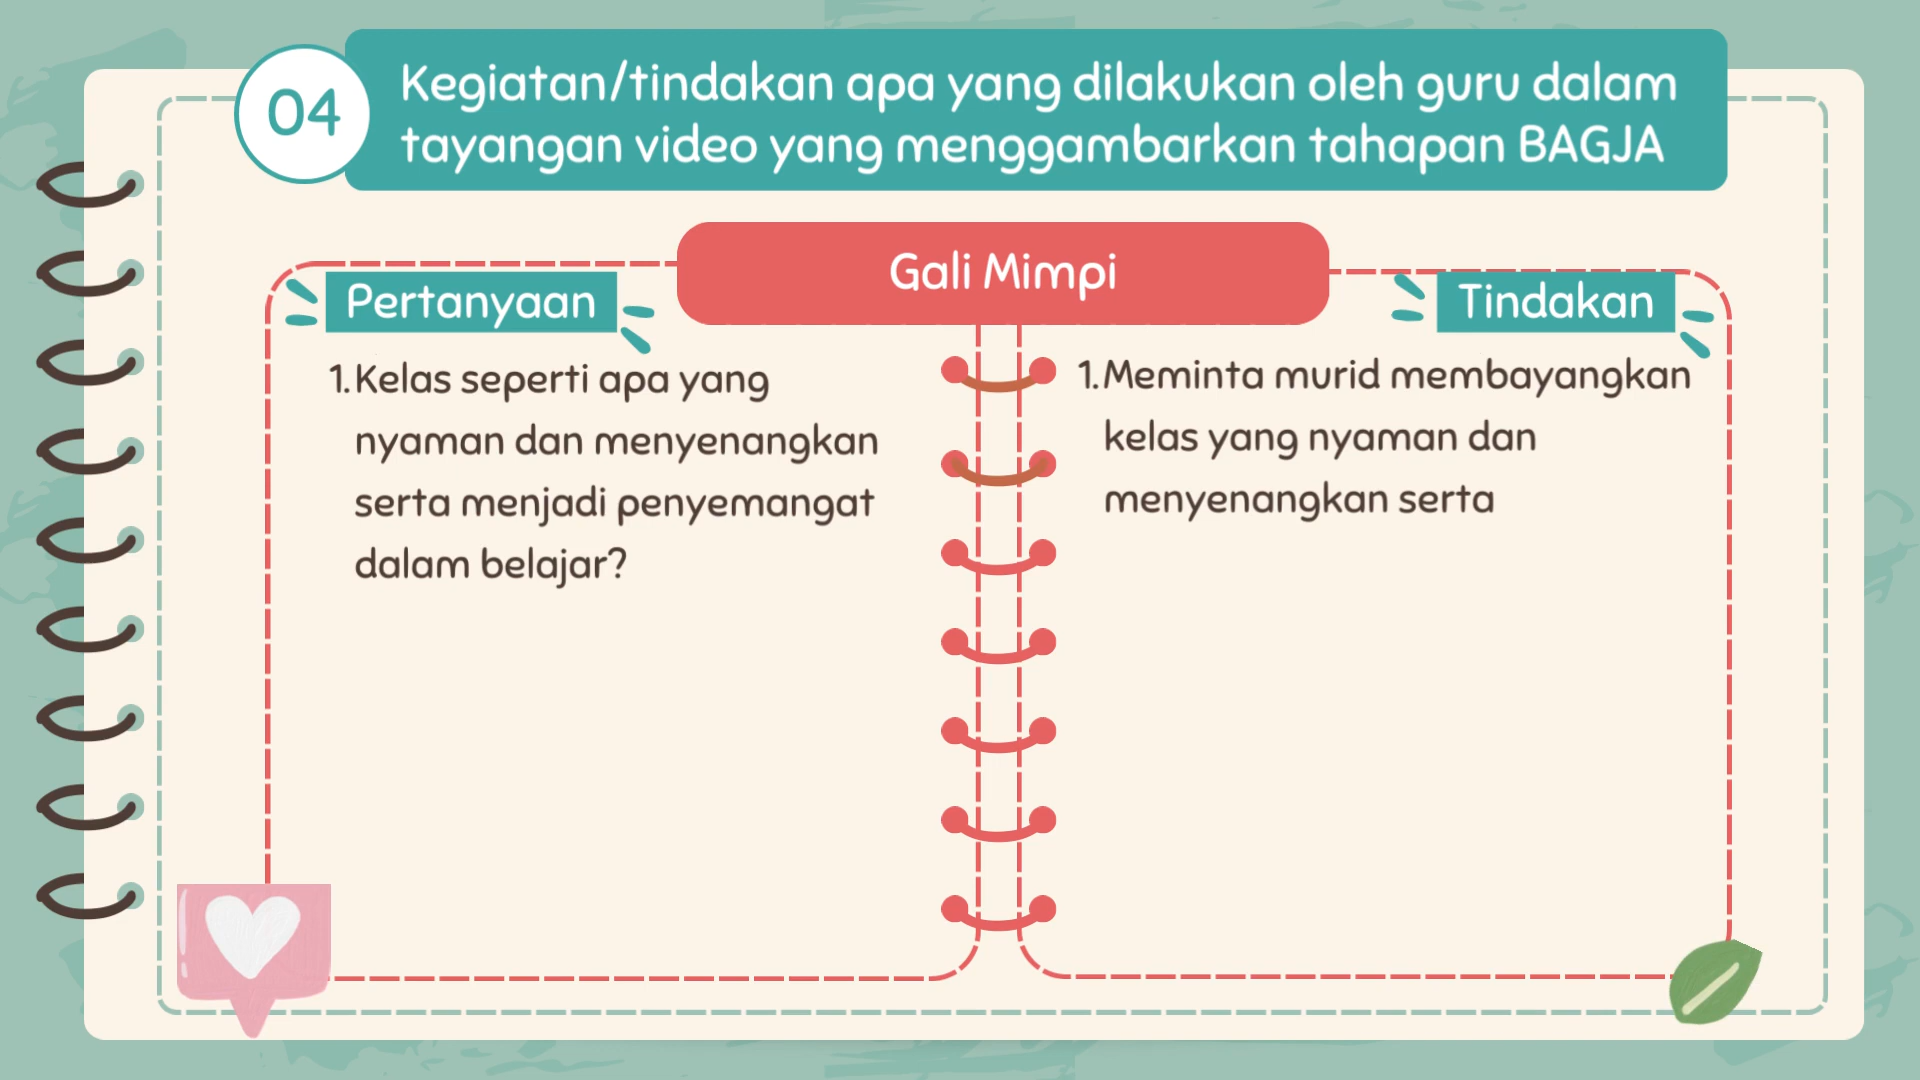 04
Kegiatan/tindakan apa yang dilakukan oleh guru dalam
tayangan video yang menggambarkan tahapan BAGJA
Gali Mimpi
Pertanyaan
1. Kelas seperti apa yang
nyaman dan menyenangkan
serta menjadi penyemangat
dalam belajar?
Tindakan
1. Meminta murid membayangkan
kelas yang nyaman dan
menyenangkan serta